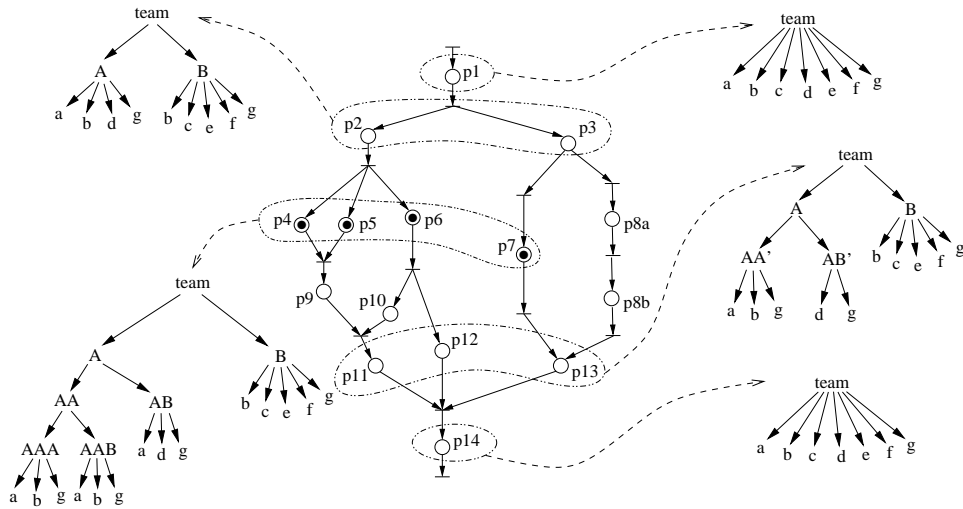 team
A B
a b d g b c e f g
team
a b c d e f g
p1
p2 p3
p4 p5 p6 p7 p8a
p9 p10 p8b
p11 p12 p13
p14
team
A B
AA' AB' b c e f g
a b g d g
team
A B
AA AB b c e f g
AAA AAB a d g
a b g a b g
team
a b c d e f g